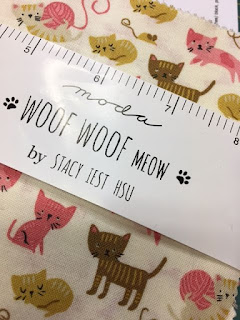 5 6 7 8
moda
WOOF WOOF MEOW
by STACY IEST HSU